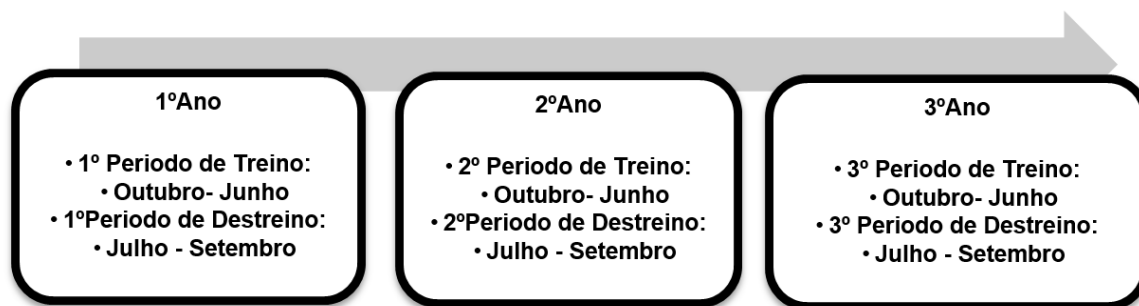 1ºAno
• 1º Periodo de Treino:
• Outubro- Junho
• 1ºPeriodo de Destreino:
• Julho - Setembro
2ºAno
• 2º Periodo de Treino:
• Outubro- Junho
• 2ºPeriodo de Destreino:
• Julho - Setembro
3ºAno
• 3º Periodo de Treino:
• Outubro- Junho
• 3º Periodo de Destreino:
• Julho - Setembro